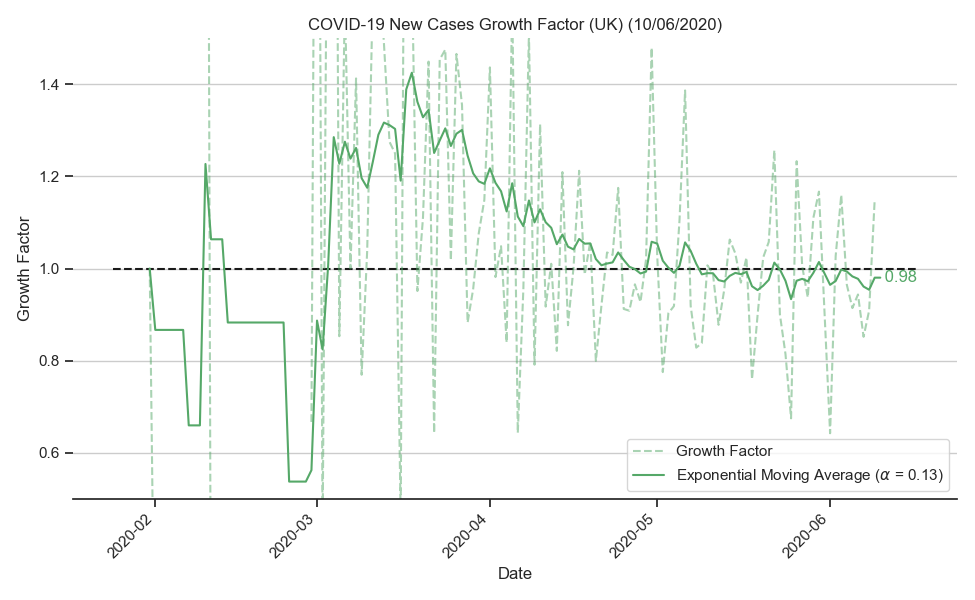 COVID-19 New Cases Growth Factor (UK) (10/06/2020)
Growth Factor
1.4
1.2
1.0
0.8
0.6
0.98
Growth Factor
Exponential Moving Average (α = 0.13)
2020-02
2020-03
2020-04
2020-05
2020-06
Date